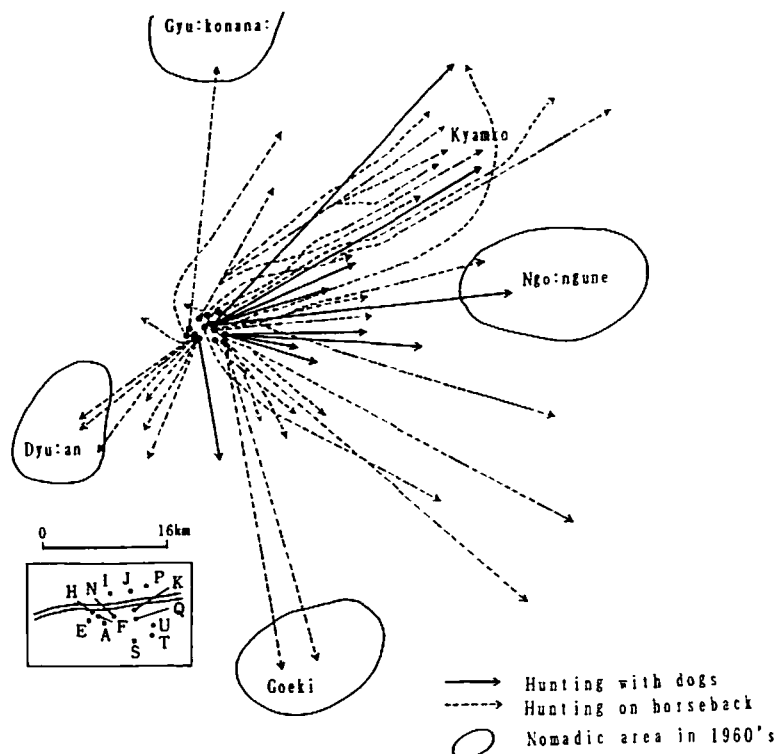 Gyu:konana:
Kyamko
Ngo:ngune
Dyu:an
0 16km
H N I J P K
Q
E A F U
T
S
Goeki
Hunting with dogs
Hunting on horseback
Nomadic area in 1960's